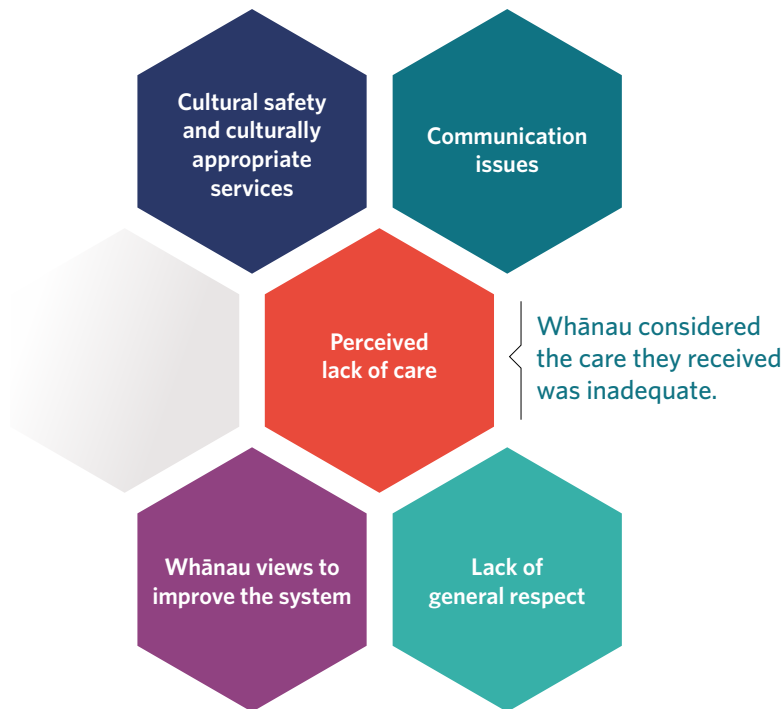 Cultural safety
and culturally
appropriate
services
Communication
issues
Perceived
lack of care
Whānau considered
the care they received
was inadequate.
Whānau views to
improve the system
Lack of
general respect